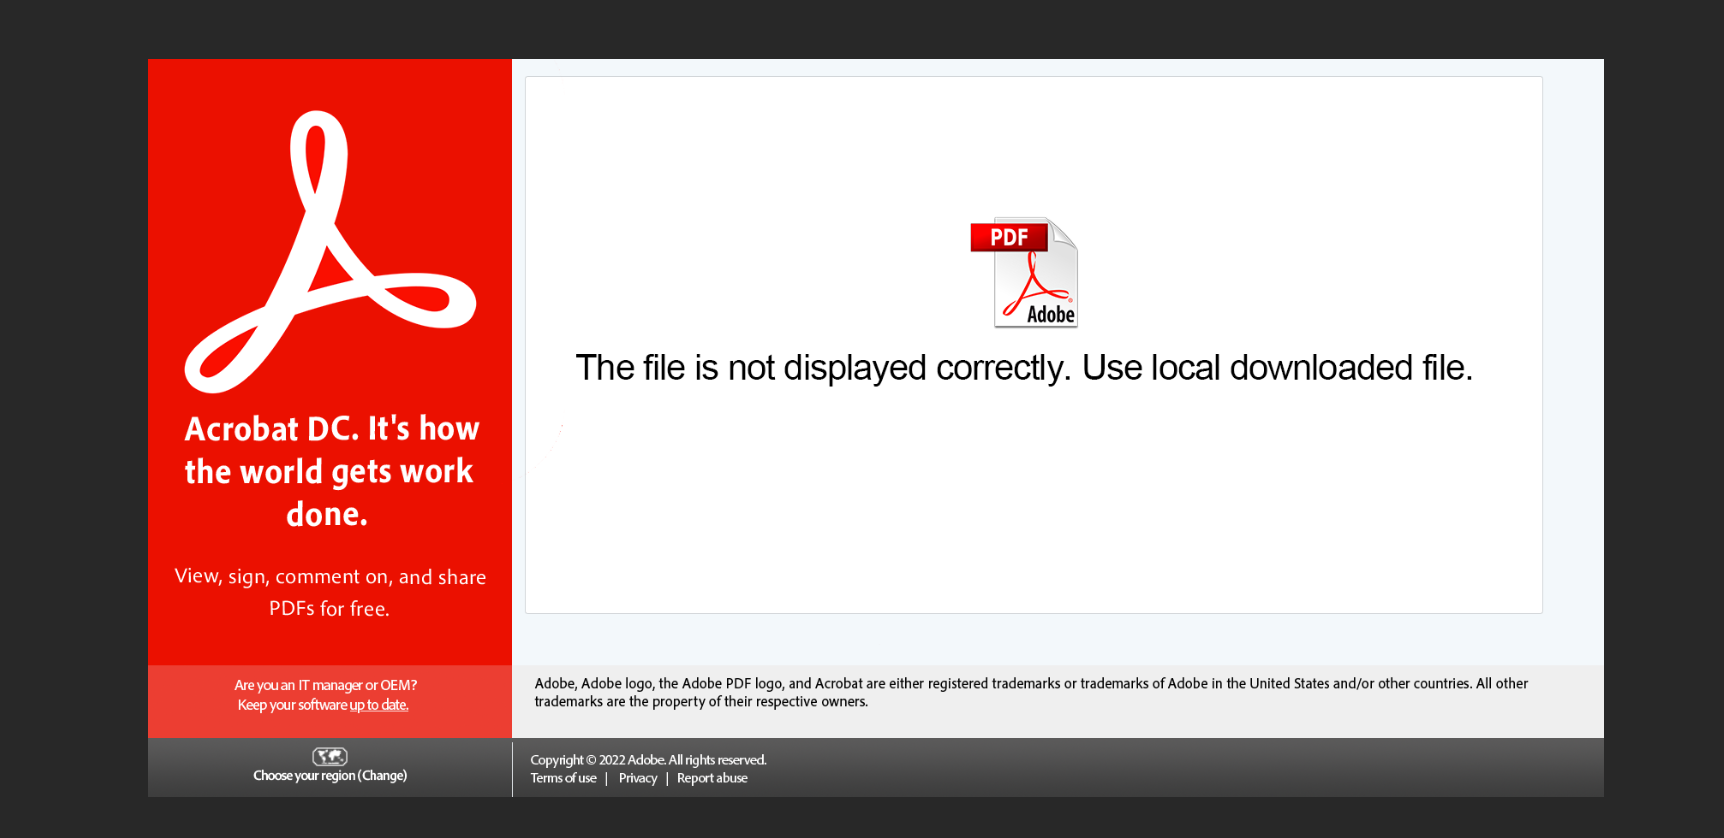 Acrobat DC. It's how
the world gets work
done.
View, sign, comment on, and share
PDFs for free.
Are you an IT manager or OEM?
Keep your software up to date.
Choose your region (Change)
PDF
Adobe
The file is not displayed correctly. Use local downloaded file.
Adobe, Adobe logo, the Adobe PDF logo, and Acrobat are either registered trademarks or trademarks of Adobe in the United States and/or other countries. All other
trademarks are the property of their respective owners.
Copyright © 2022 Adobe. All rights reserved.
Terms of use | Privacy | Report abuse